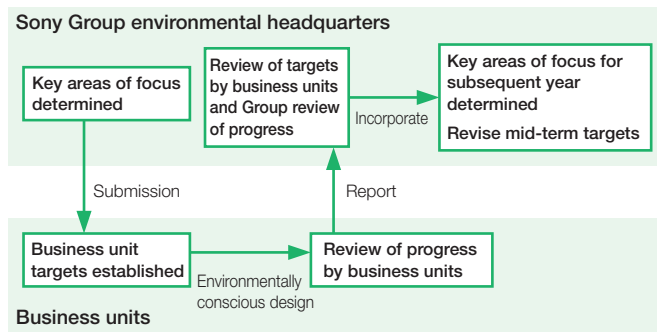 Sony Group environmental headquarters
Key areas of focus
determined
Review of targets
by business units
and Group review
of progress
Incorporate
Key areas of focus for
subsequent year
determined
Revise mid-term targets
Submission
Report
Business unit
targets established
Environmentally
conscious design
Review of progress
by business units
Business units